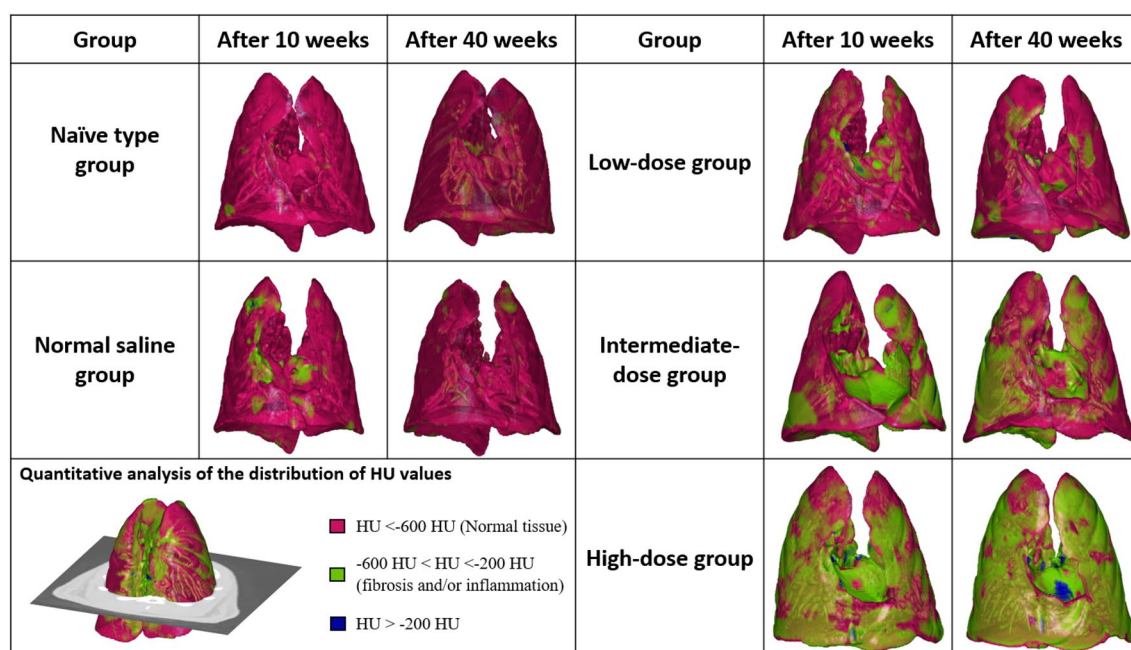 Group
After 10 weeks
After 40 weeks
Group
After 10 weeks
After 40 weeks
Naïve type
group
Low-dose group
Normal saline
group
Intermediate-
dose group
Quantitative analysis of the distribution of HU values
HU <-600 HU (Normal tissue)
-600 HU < HU <-200 HU
(fibrosis and/or inflammation)
HU > -200 HU
High-dose group